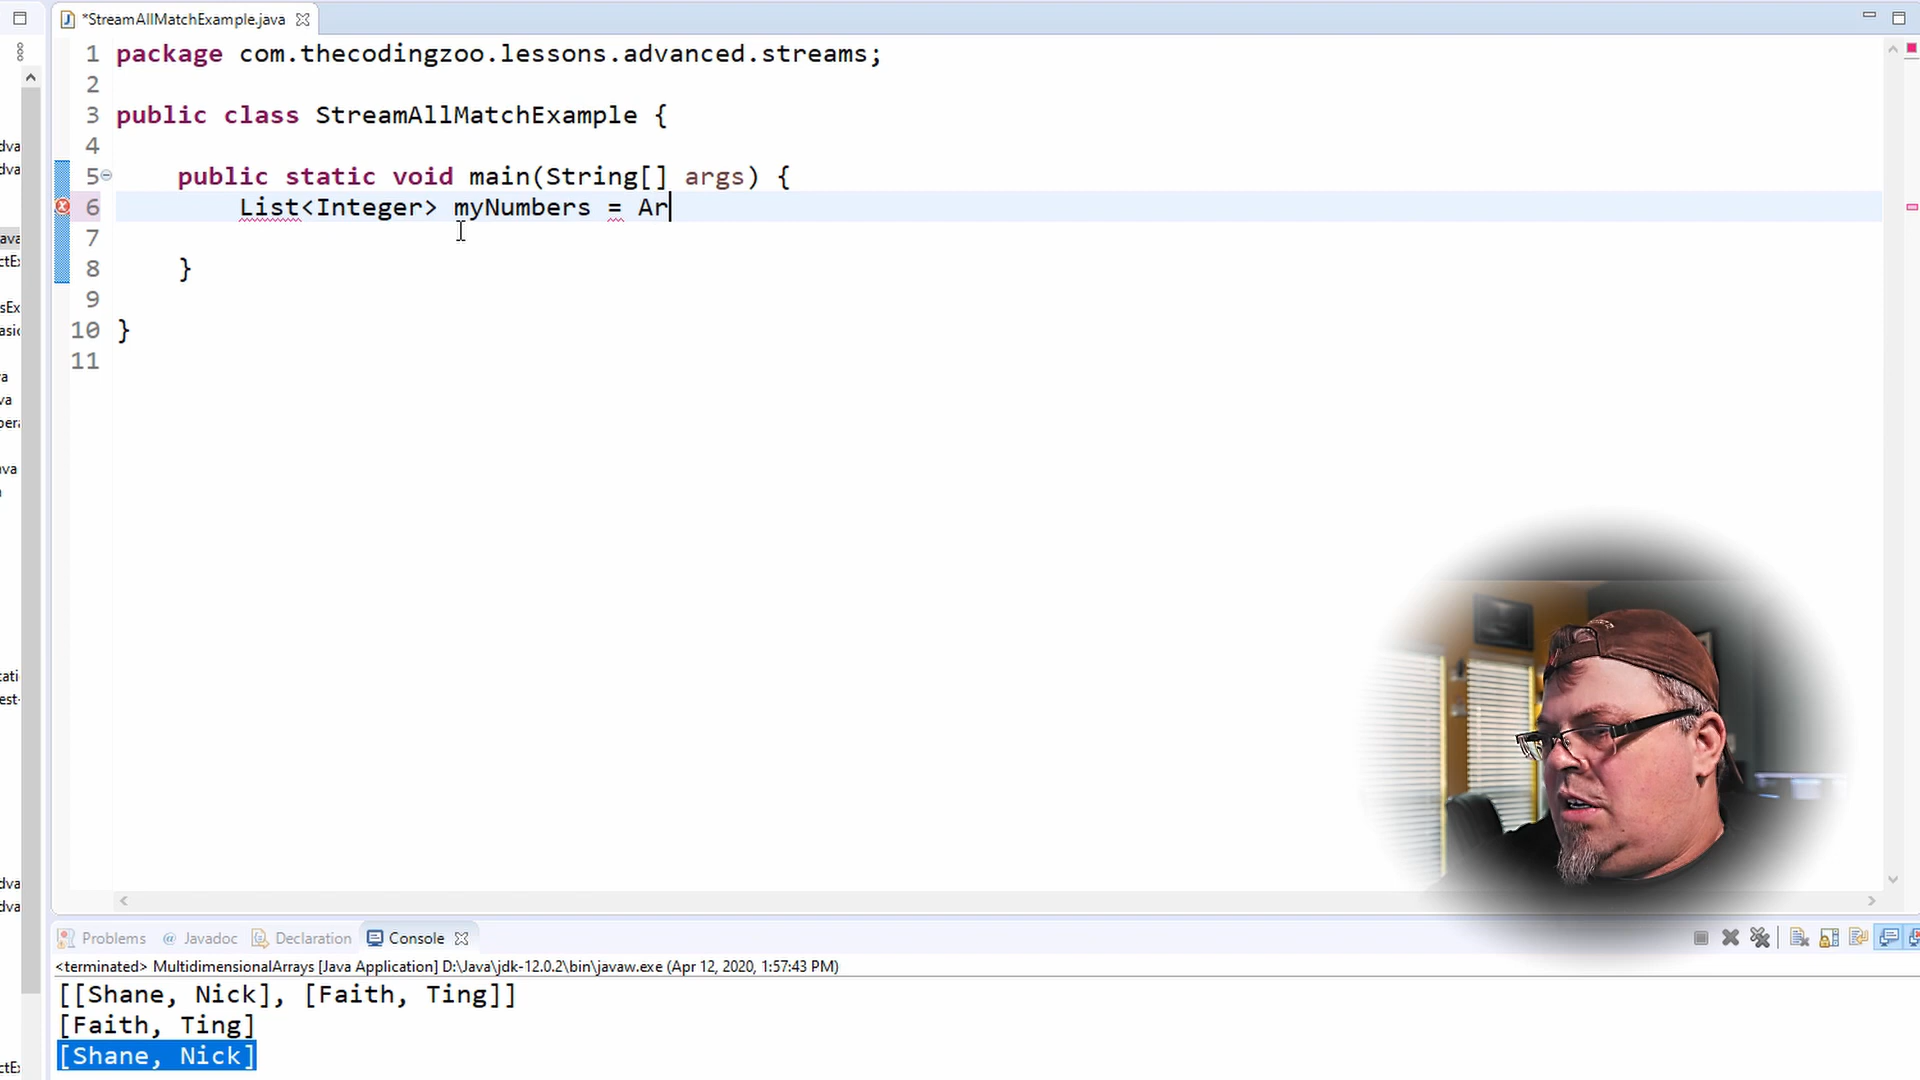 *StreamAllMatchExample.java
1 package com.thecodingzoo.lessons.advanced.streams;
2
3 public class StreamAllMatchExample {
4
5 public static void main(String[] args) {
6 List<Integer> myNumbers = Ar
7
8 }
9
10 }
11
Problems @ Javadoc Declaration Console
<terminated> MultidimensionalArrays [Java Application] D:\Java\jdk-12.0.2\bin\javaw.exe (Apr 12, 2020, 1:57:43 PM)
[[Shane, Nick], [Faith, Ting]]
[Faith, Ting]
[Shane, Nick]